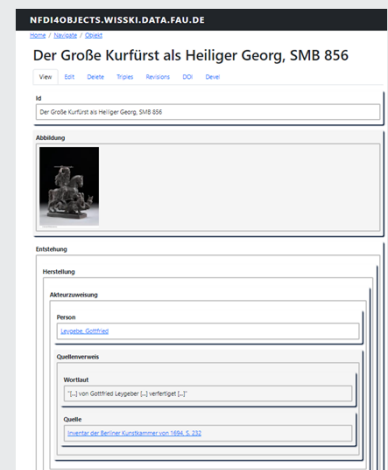 NFDI4OBJECTS.WISSKI.DATA.FAU.DE
Home / Navigate / Objekt
Der Große Kurfürst als Heiliger Georg, SMB 856
View Edit Delete Triples Revisions DOI Devel
Id
Der Große Kurfürst als Heiliger Georg, SMB 856
Abbildung
Entstehung
Herstellung
Akteurzuweisung
Person
Leygebe, Gottfried
Quellenverweis
Wortlaut
"[...] von Gottfried Leygeber [...] verfertiget [...]"
Quelle
Inventar der Berliner Kunstkammer von 1694, S. 232